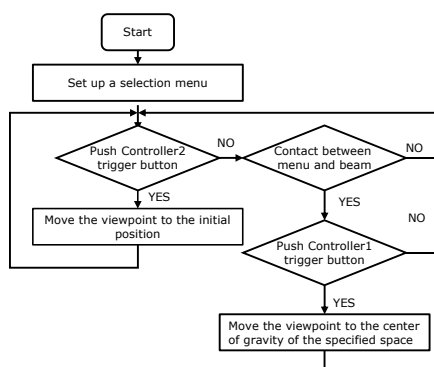 Start
Set up a selection menu
Push Controller2
trigger button
NO
Contact between
menu and beam
NO
YES
Move the viewpoint to the initial
position
YES
Push Controller1
trigger button
NO
YES
Move the viewpoint to the center
of gravity of the specified space